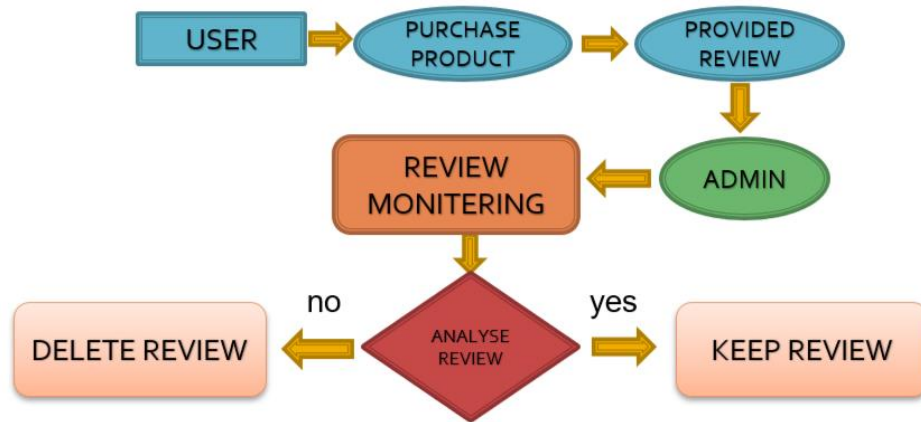 USER
PURCHASE
PRODUCT
PROVIDED
REVIEW
ADMIN
REVIEW
MONITERING
ANALYSE
REVIEW
no
yes
DELETE REVIEW
KEEP REVIEW